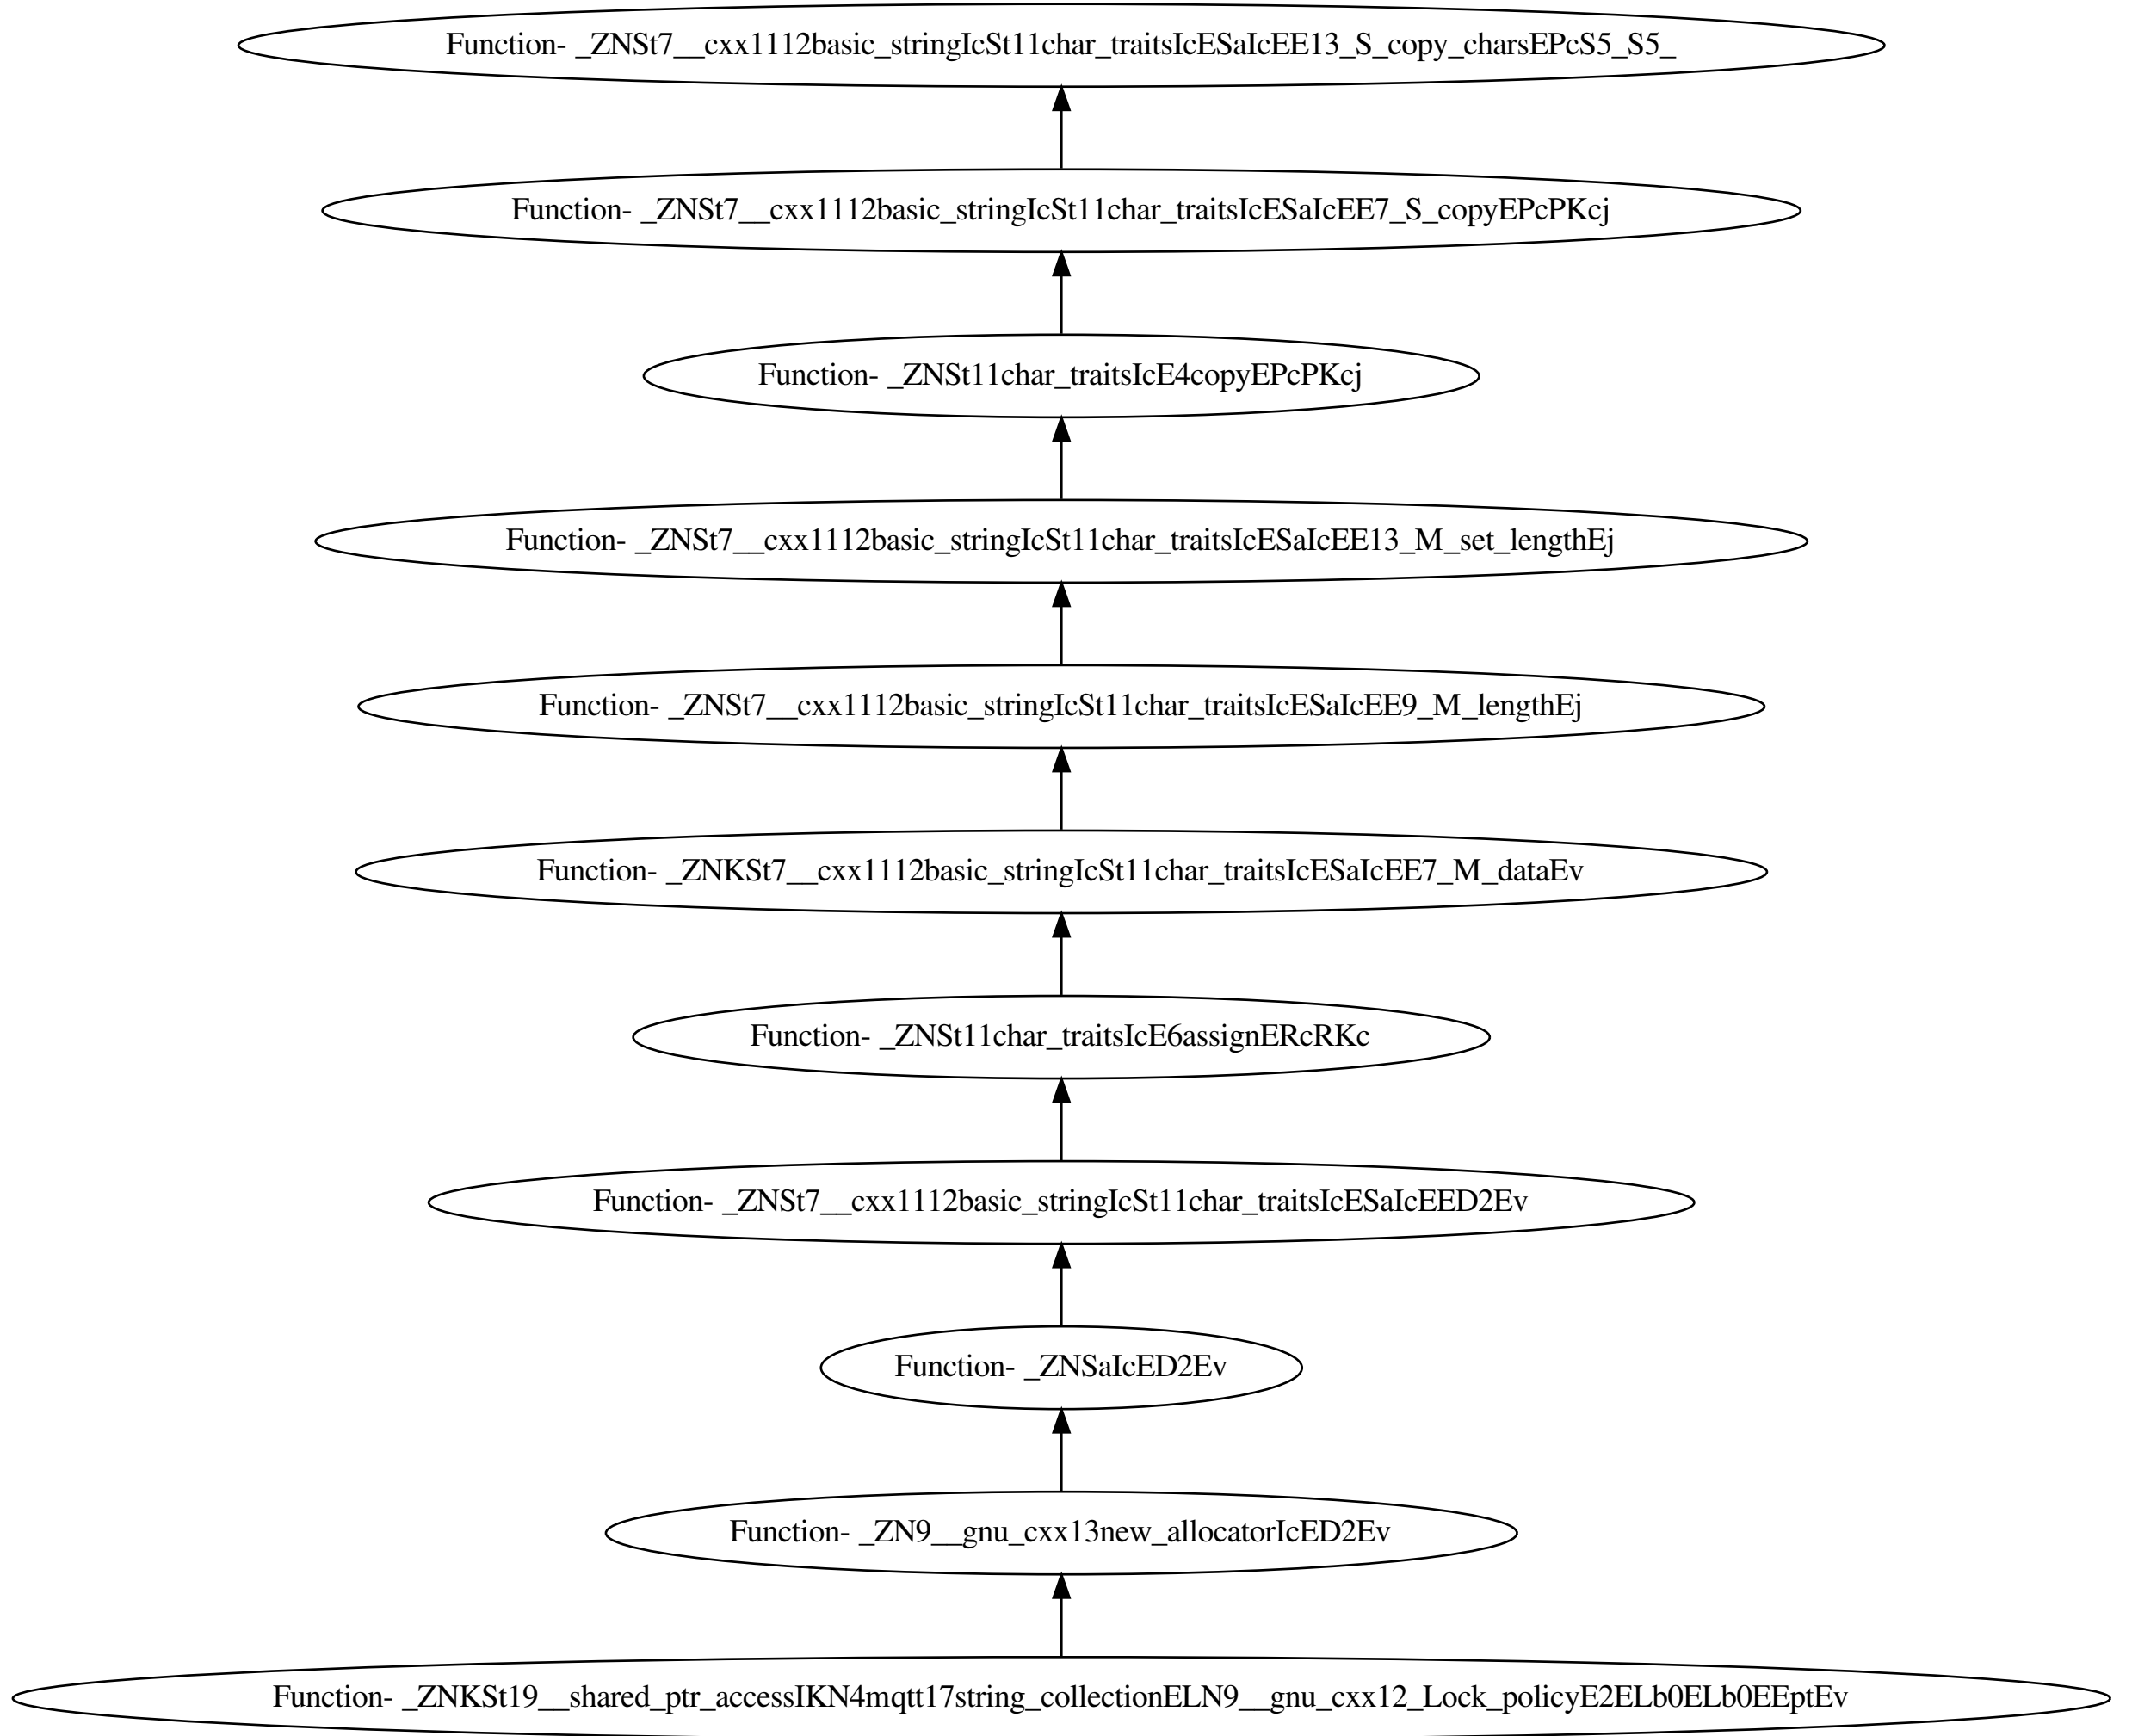 Function- _ZNSt7__cxx1112basic_stringIcSt11char_traitsIcESaIcEE13_S_copy_charsEPcS5_S5_
Function- _ZNSt7__cxx1112basic_stringIcSt11char_traitsIcESaIcEE7_S_copyEPcPKcj
Function- _ZNSt11char_traitsIcE4copyEPcPKcj
Function- _ZNSt7__cxx1112basic_stringIcSt11char_traitsIcESaIcEE13_M_set_lengthEj
Function- _ZNSt7__cxx1112basic_stringIcSt11char_traitsIcESaIcEE9_M_lengthEj
Function- _ZNKSt7__cxx1112basic_stringIcSt11char_traitsIcESaIcEE7_M_dataEv
Function- _ZNSt11char_traitsIcE6assignERcRKc
Function- _ZNSt7__cxx1112basic_stringIcSt11char_traitsIcESaIcEED2Ev
Function- _ZNSaIcED2Ev
Function- _ZN9__gnu_cxx13new_allocatorIcED2Ev
Function- _ZNKSt19__shared_ptr_accessIKN4mqtt17string_collectionELN9__gnu_cxx12_Lock_policyE2ELb0ELb0EEptEv